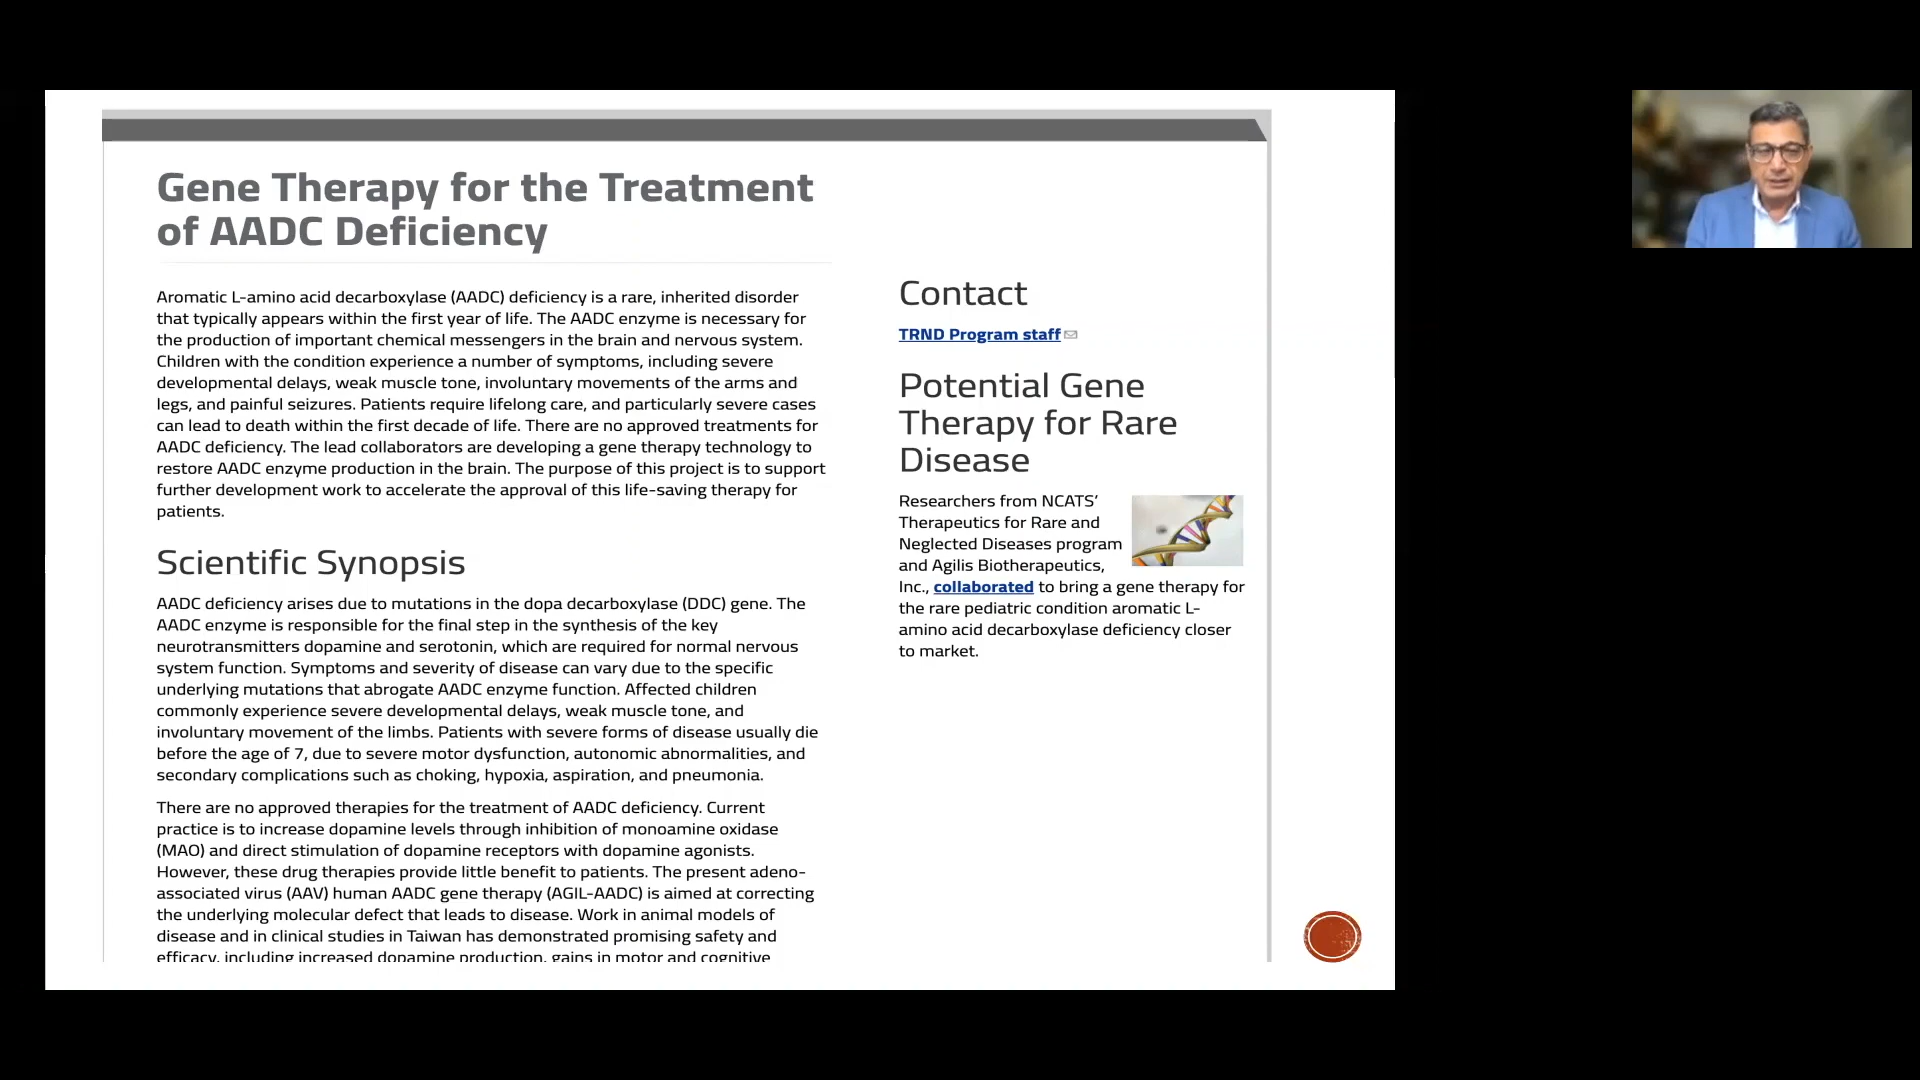 Gene Therapy for the Treatment
of AADC Deficiency
Aromatic L-amino acid decarboxylase (AADC) deficiency is a rare, inherited disorder
that typically appears within the first year of life. The AADC enzyme is necessary for
the production of important chemical messengers in the brain and nervous system.
Children with the condition experience a number of symptoms, including severe
developmental delays, weak muscle tone, involuntary movements of the arms and
legs, and painful seizures. Patients require lifelong care, and particularly severe cases
can lead to death within the first decade of life. There are no approved treatments for
AADC deficiency. The lead collaborators are developing a gene therapy technology to
restore AADC enzyme production in the brain. The purpose of this project is to support
further development work to accelerate the approval of this life-saving therapy for
patients.
Scientific Synopsis
AADC deficiency arises due to mutations in the dopa decarboxylase (DDC) gene. The
AADC enzyme is responsible for the final step in the synthesis of the key
neurotransmitters dopamine and serotonin, which are required for normal nervous
system function. Symptoms and severity of disease can vary due to the specific
underlying mutations that abrogate AADC enzyme function. Affected children
commonly experience severe developmental delays, weak muscle tone, and
involuntary movement of the limbs. Patients with severe forms of disease usually die
before the age of 7, due to severe motor dysfunction, autonomic abnormalities, and
secondary complications such as choking, hypoxia, aspiration, and pneumonia.
There are no approved therapies for the treatment of AADC deficiency. Current
practice is to increase dopamine levels through inhibition of monoamine oxidase
(MAO) and direct stimulation of dopamine receptors with dopamine agonists.
However, these drug therapies provide little benefit to patients. The present adeno-
associated virus (AAV) human AADC gene therapy (AGIL-AADC) is aimed at correcting
the underlying molecular defect that leads to disease. Work in animal models of
disease and in clinical studies in Taiwan has demonstrated promising safety and
efficacy, including increased dopamine production, gains in motor and cognitive
Contact
TRND Program staff
Potential Gene
Therapy for Rare
Disease
Researchers from NCATS’
Therapeutics for Rare and
Neglected Diseases program
and Agilis Biotherapeutics,
Inc., collaborated to bring a gene therapy for
the rare pediatric condition aromatic L-
amino acid decarboxylase deficiency closer
to market.